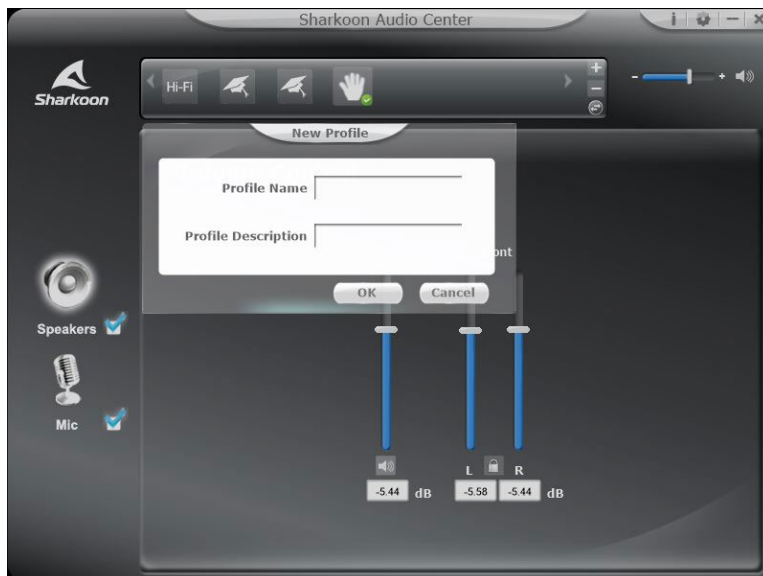 Sharkoon Audio Center
Sharkoon
Hi-Fi
New Profile
Profile Name
Profile Description
ont
OK
Cancel
Speakers
Mic
L R
-5.44 dB -5.58 -5.44 dB